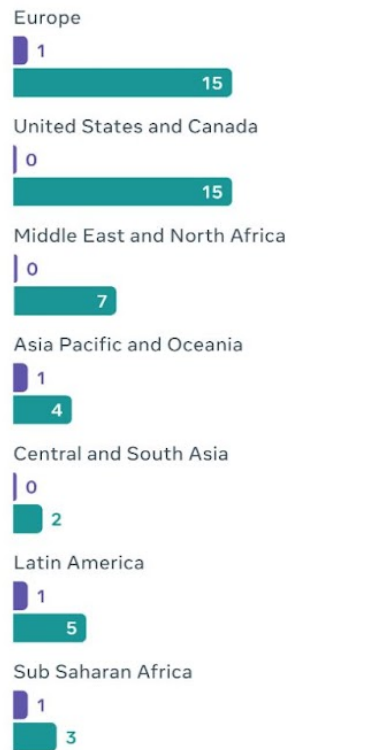 Europe
1
15
United States and Canada
0
15
Middle East and North Africa
0
7
Asia Pacific and Oceania
1
4
Central and South Asia
0
2
Latin America
1
5
Sub Saharan Africa
1
3